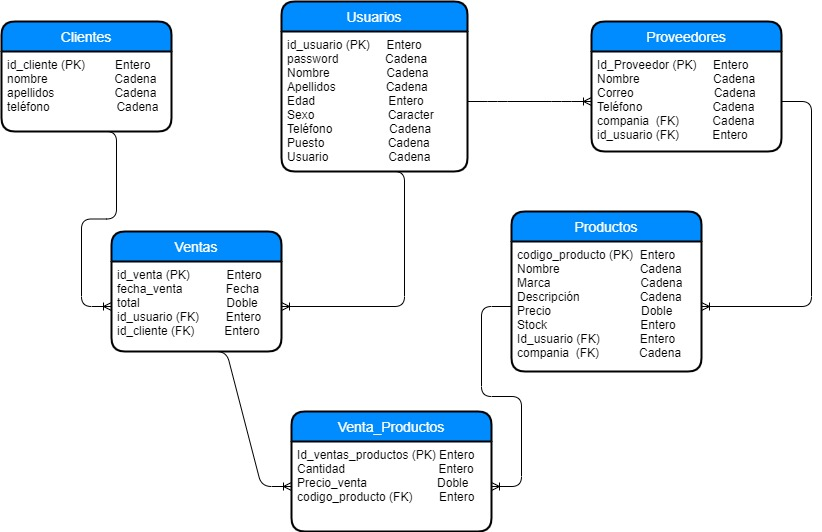 Clientes
id_cliente (PK) Entero
nombre Cadena
apellidos Cadena
teléfono Cadena
Usuarios
id_usuario (PK) Entero
password Cadena
Nombre Cadena
Apellidos Cadena
Edad Entero
Sexo Caracter
Teléfono Cadena
Puesto Cadena
Usuario Cadena
Proveedores
Id_Proveedor (PK) Entero
Nombre Cadena
Correo Cadena
Teléfono Cadena
compania (FK) Cadena
id_usuario (FK) Entero
Ventas
id_venta (PK) Entero
fecha_venta Fecha
total Doble
id_usuario (FK) Entero
id_cliente (FK) Entero
Productos
codigo_producto (PK) Entero
Nombre Cadena
Marca Cadena
Descripción Cadena
Precio Doble
Stock Entero
Id_usuario (FK) Entero
compania (FK) Cadena
Venta_Productos
Id_ventas_productos (PK) Entero
Cantidad Entero
Precio_venta Doble
codigo_producto (FK) Entero